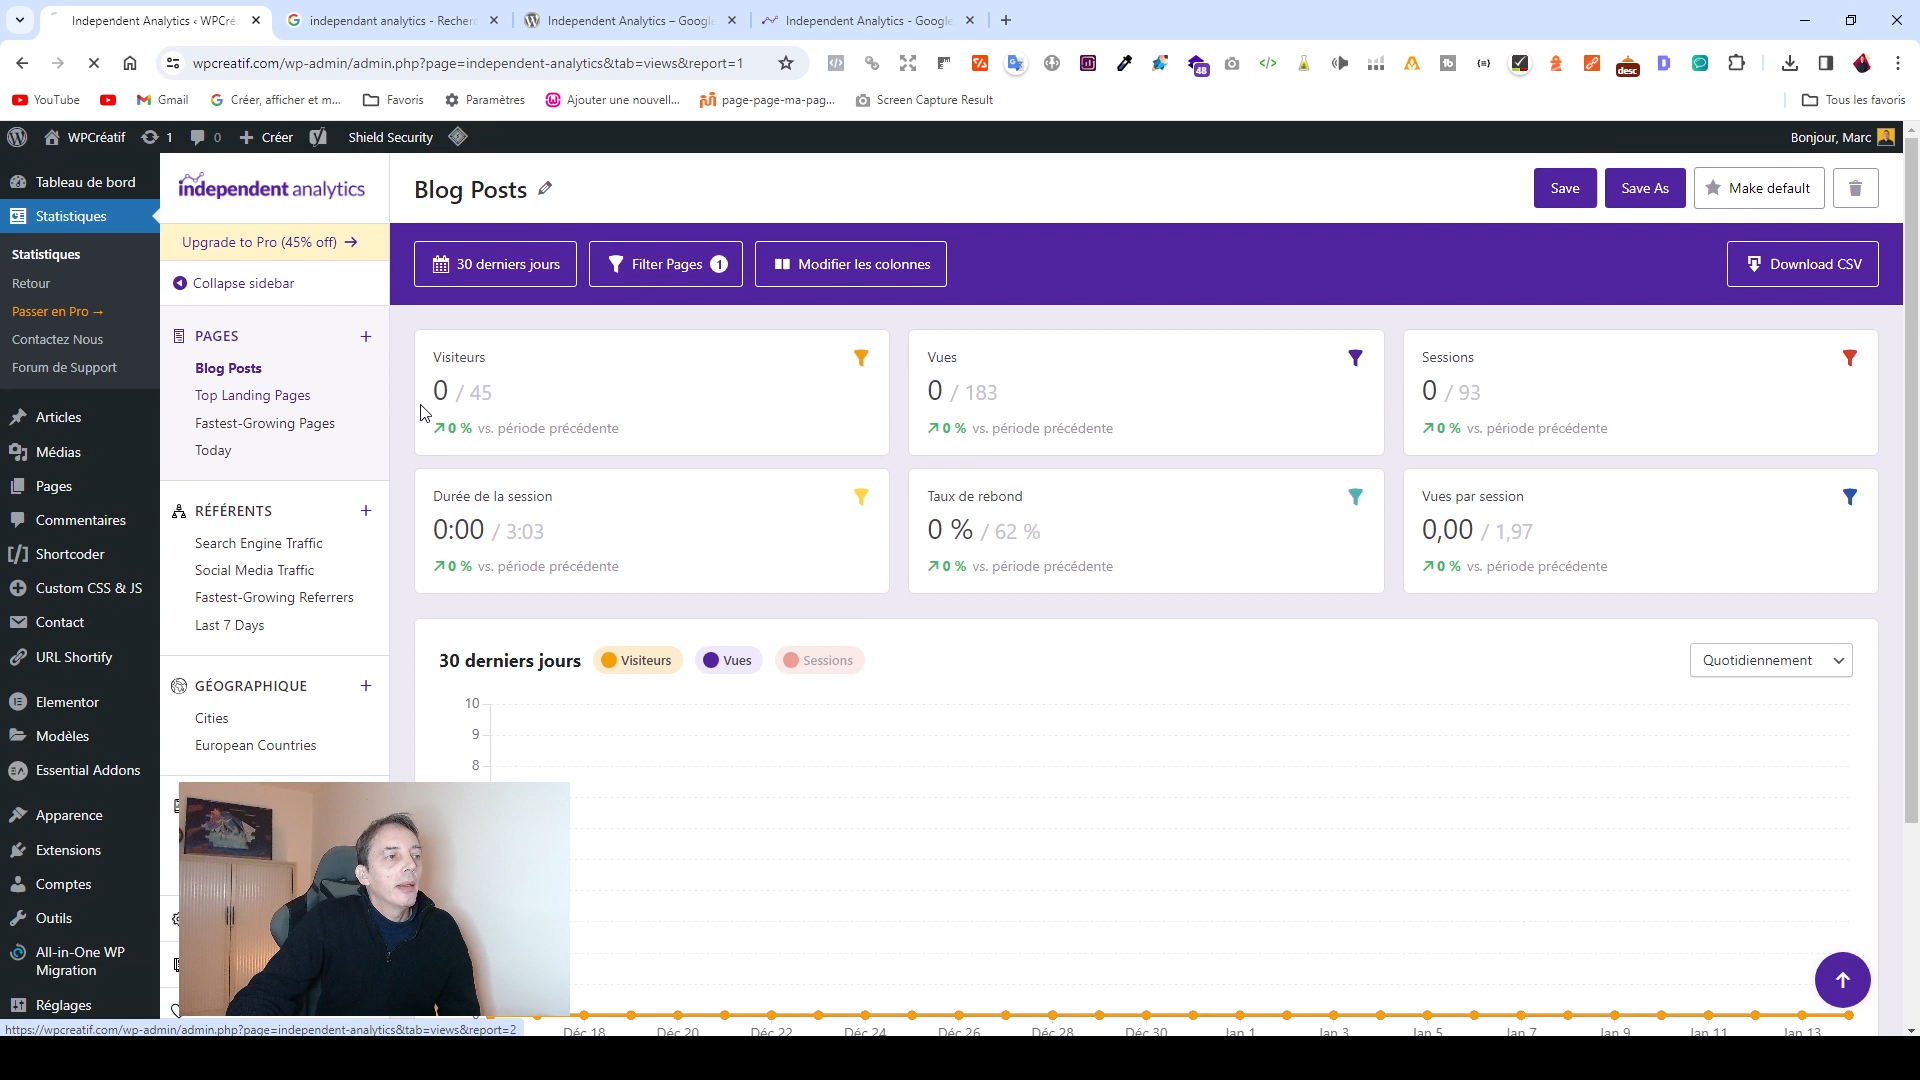 Independent Analytics ‹ WPCré
independant analytics - Recher
Independent Analytics – Google
Independent Analytics - Google
wpcreatif.com/wp-admin/admin.php?page=independent-analytics&tab=views&report=1
48
desc
YouTube
Gmail
Créer, afficher et m...
Favoris
Paramètres
Ajouter une nouvell...
page-page-ma-pag...
Screen Capture Result
Tous les favoris
WPCréatif
1
0
Créer
Shield Security
Bonjour, Marc
Tableau de bord
Statistiques
Statistiques
Retour
Passer en Pro →
Contactez Nous
Forum de Support
Articles
Médias
Pages
Commentaires
Shortcoder
Custom CSS & JS
Contact
URL Shortify
Elementor
Modèles
Essential Addons
Apparence
Extensions
Comptes
Outils
All-in-One WP
Migration
Réglages
independent analytics
Upgrade to Pro (45% off) →
Collapse sidebar
PAGES +
Blog Posts
Top Landing Pages
Fastest-Growing Pages
Today
RÉFÉRENTS +
Search Engine Traffic
Social Media Traffic
Fastest-Growing Referrers
Last 7 Days
GÉOGRAPHIQUE +
Cities
European Countries
Blog Posts
Save
Save As
Make default
30 derniers jours
Filter Pages 1
Modifier les colonnes
Download CSV
Visiteurs
0 / 45
0 % vs. période précédente
Vues
0 / 183
0 % vs. période précédente
Sessions
0 / 93
0 % vs. période précédente
Durée de la session
0:00 / 3:03
0 % vs. période précédente
Taux de rebond
0 % / 62 %
0 % vs. période précédente
Vues par session
0,00 / 1,97
0 % vs. période précédente
30 derniers jours
Visiteurs
Vues
Sessions
Quotidiennement
10
9
8
Déc 18
Déc 20
Déc 22
Déc 24
Déc 26
Déc 28
Déc 30
Jan 1
Jan 3
Jan 5
Jan 7
Jan 9
Jan 11
Jan 13
https://wpcreatif.com/wp-admin/admin.php?page=independent-analytics&tab=views&report=2